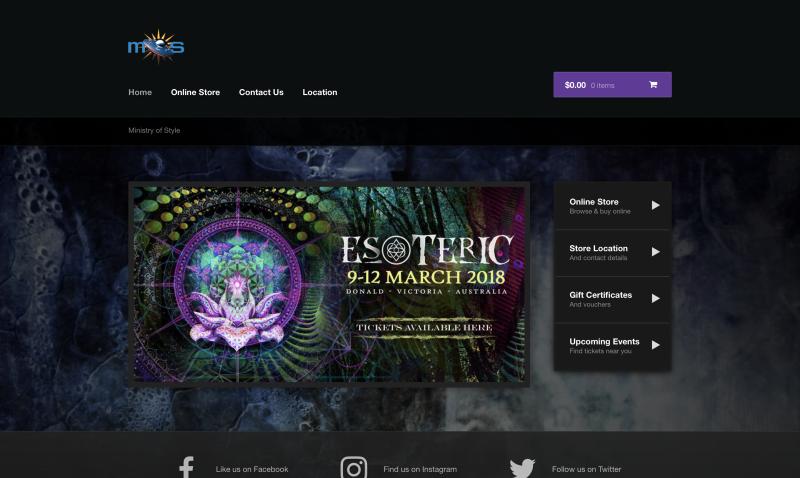 mos
Home Online Store Contact Us Location
$0.00 0 items
Ministry of Style
ESOTERIC
9-12 MARCH 2018
DONALD • VICTORIA • AUSTRALIA
TICKETS AVAILABLE HERE
Online Store
Browse & buy online
Store Location
And contact details
Gift Certificates
And vouchers
Upcoming Events
Find tickets near you
Like us on Facebook
Find us on Instagram
Follow us on Twitter